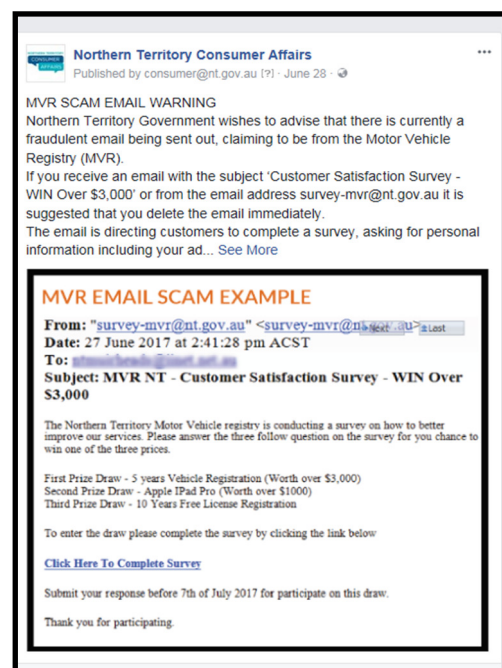 Northern Territory Consumer Affairs
Published by consumer@nt.gov.au [?] · June 28 ·
MVR SCAM EMAIL WARNING
Northern Territory Government wishes to advise that there is currently a
fraudulent email being sent out, claiming to be from the Motor Vehicle
Registry (MVR).
If you receive an email with the subject 'Customer Satisfaction Survey -
WIN Over $3,000' or from the email address survey-mvr@nt.gov.au it is
suggested that you delete the email immediately.
The email is directing customers to complete a survey, asking for personal
information including your ad... See More
MVR EMAIL SCAM EXAMPLE
From: "survey-mvr@nt.gov.au" <survey-mvr@nt.gov.au> Next Last
Date: 27 June 2017 at 2:41:28 pm ACST
To:
Subject: MVR NT - Customer Satisfaction Survey - WIN Over
$3,000
The Northern Territory Motor Vehicle registry is conducting a survey on how to better
improve our services. Please answer the three follow question on the survey for you chance to
win one of the three prices.
First Prize Draw - 5 years Vehicle Registration (Worth over $3,000)
Second Prize Draw - Apple IPad Pro (Worth over $1000)
Third Prize Draw - 10 Years Free License Registration
To enter the draw please complete the survey by clicking the link below
Click Here To Complete Survey
Submit your response before 7th of July 2017 for participate on this draw.
Thank you for participating.